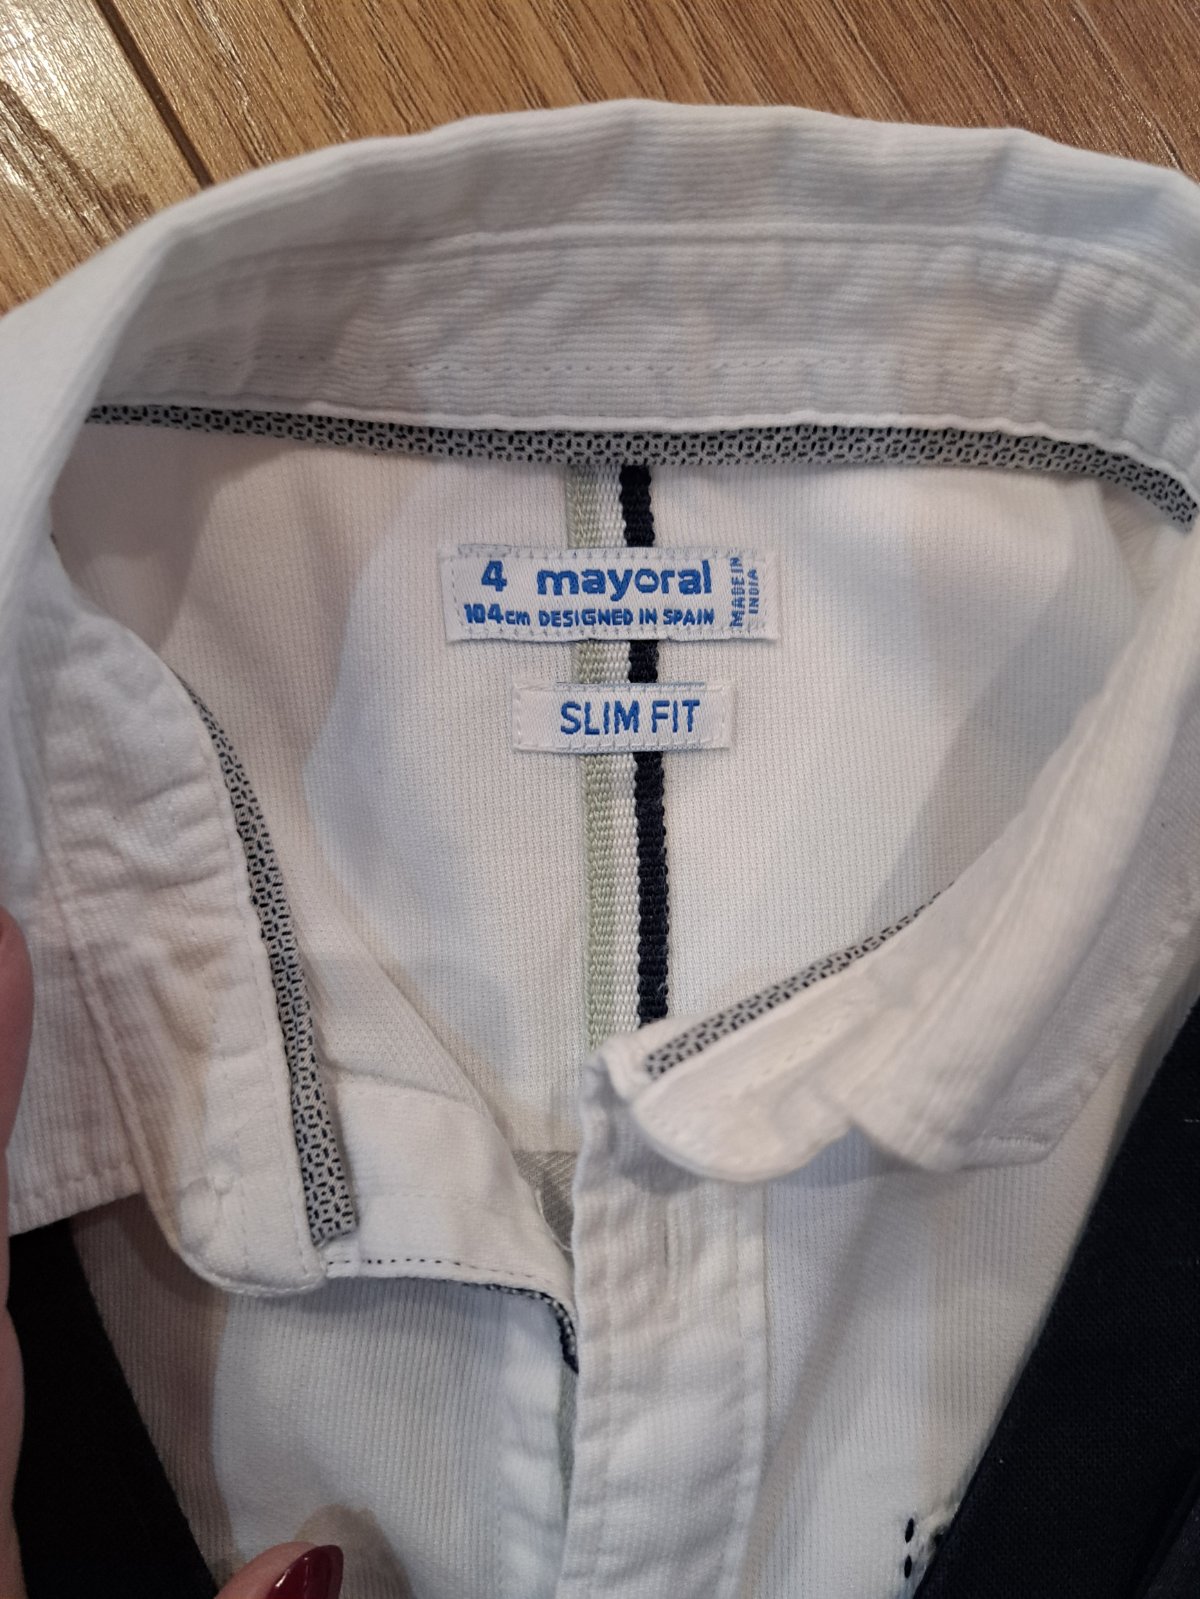 4 mayoral
104cm DESIGNED IN SPAIN
MADE IN
INDIA
SLIM FIT